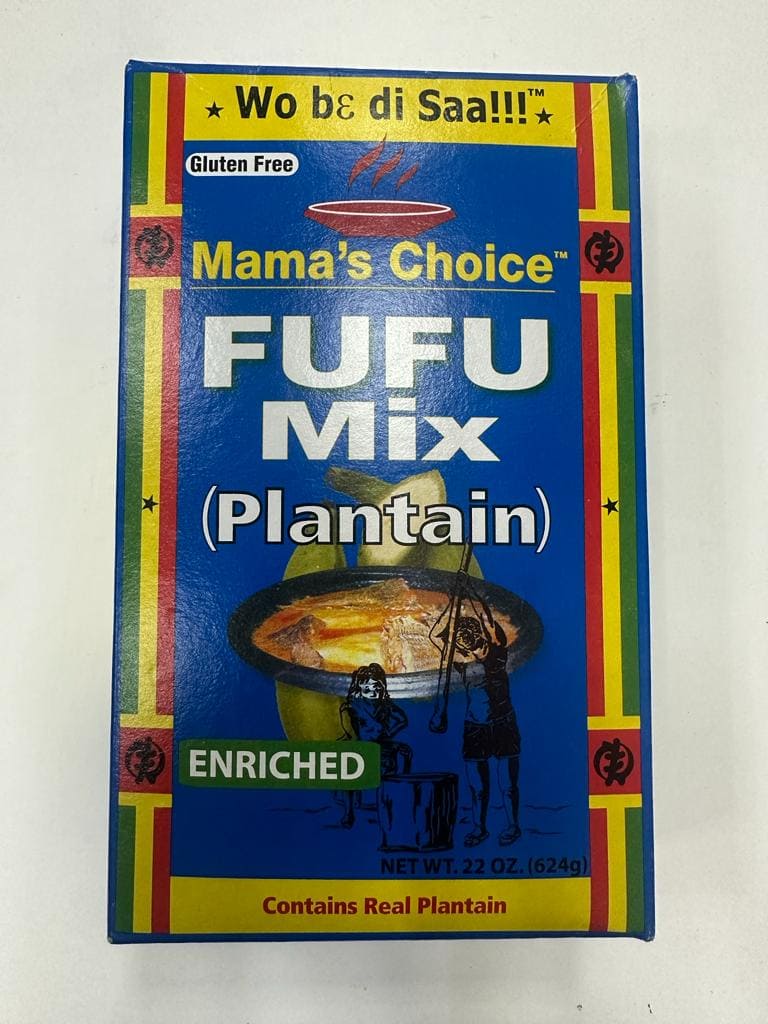 ★ Wo bɛ di Saa!!!™ ★
Gluten Free
Mama's Choice™
FUFU
Mix
(Plantain)
ENRICHED
NET WT. 22 OZ. (624g)
Contains Real Plantain